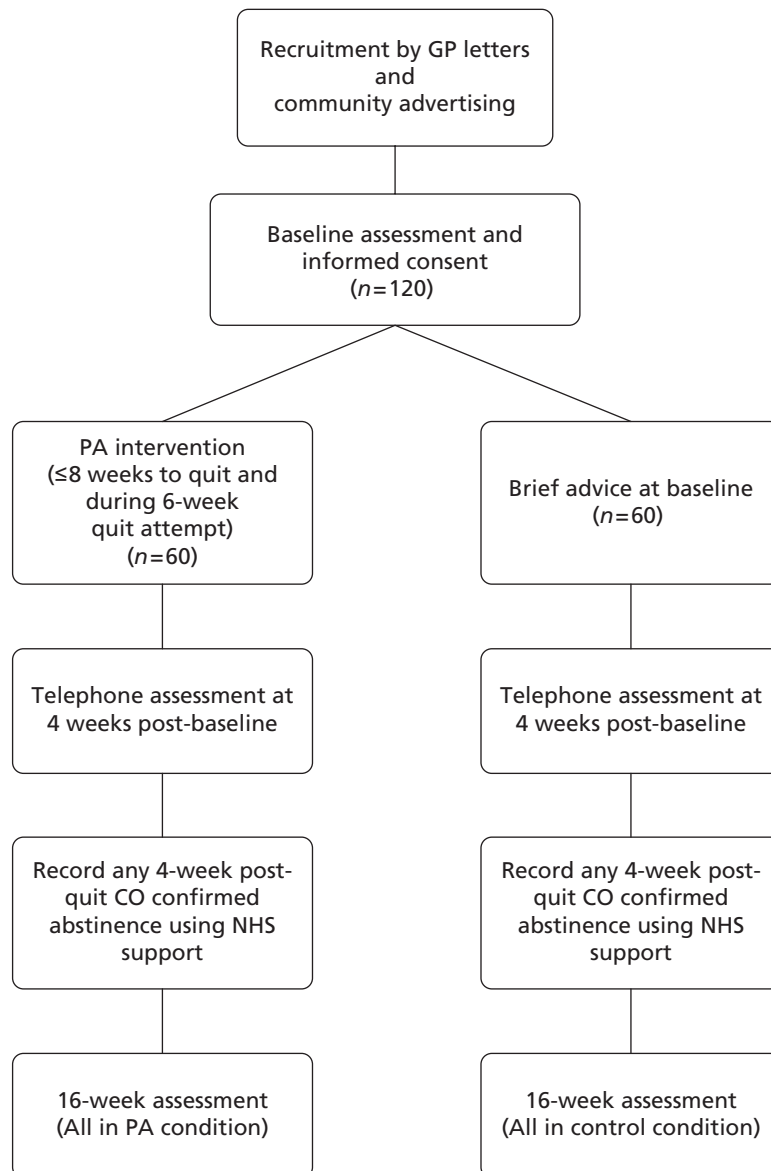 Recruitment by GP letters
and
community advertising
Baseline assessment and
informed consent
(n=120)
PA intervention
(≤8 weeks to quit and
during 6-week
quit attempt)
(n=60)
Brief advice at baseline
(n=60)
Telephone assessment at
4 weeks post-baseline
Telephone assessment at
4 weeks post-baseline
Record any 4-week post-
quit CO confirmed
abstinence using NHS
support
Record any 4-week post-
quit CO confirmed
abstinence using NHS
support
16-week assessment
(All in PA condition)
16-week assessment
(All in control condition)